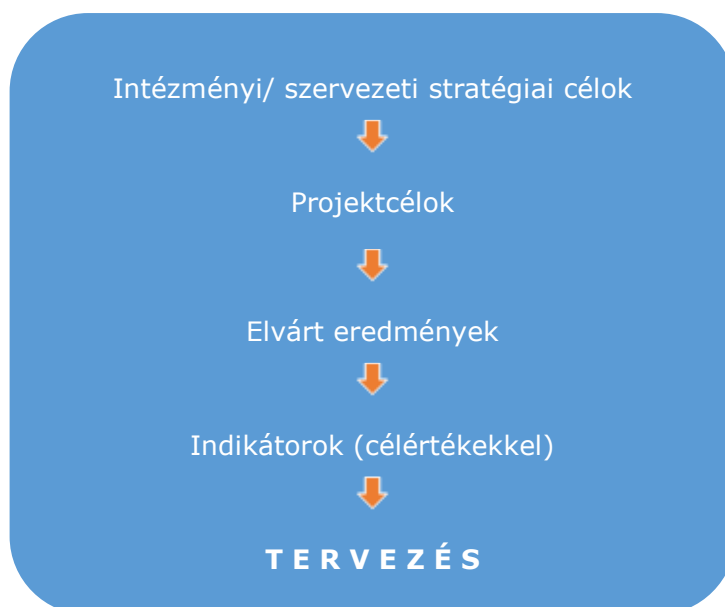 Intézményi/ szervezeti stratégiai célok
Projektcélok
Elvárt eredmények
Indikátorok (célértékekkel)
T E R V E Z É S